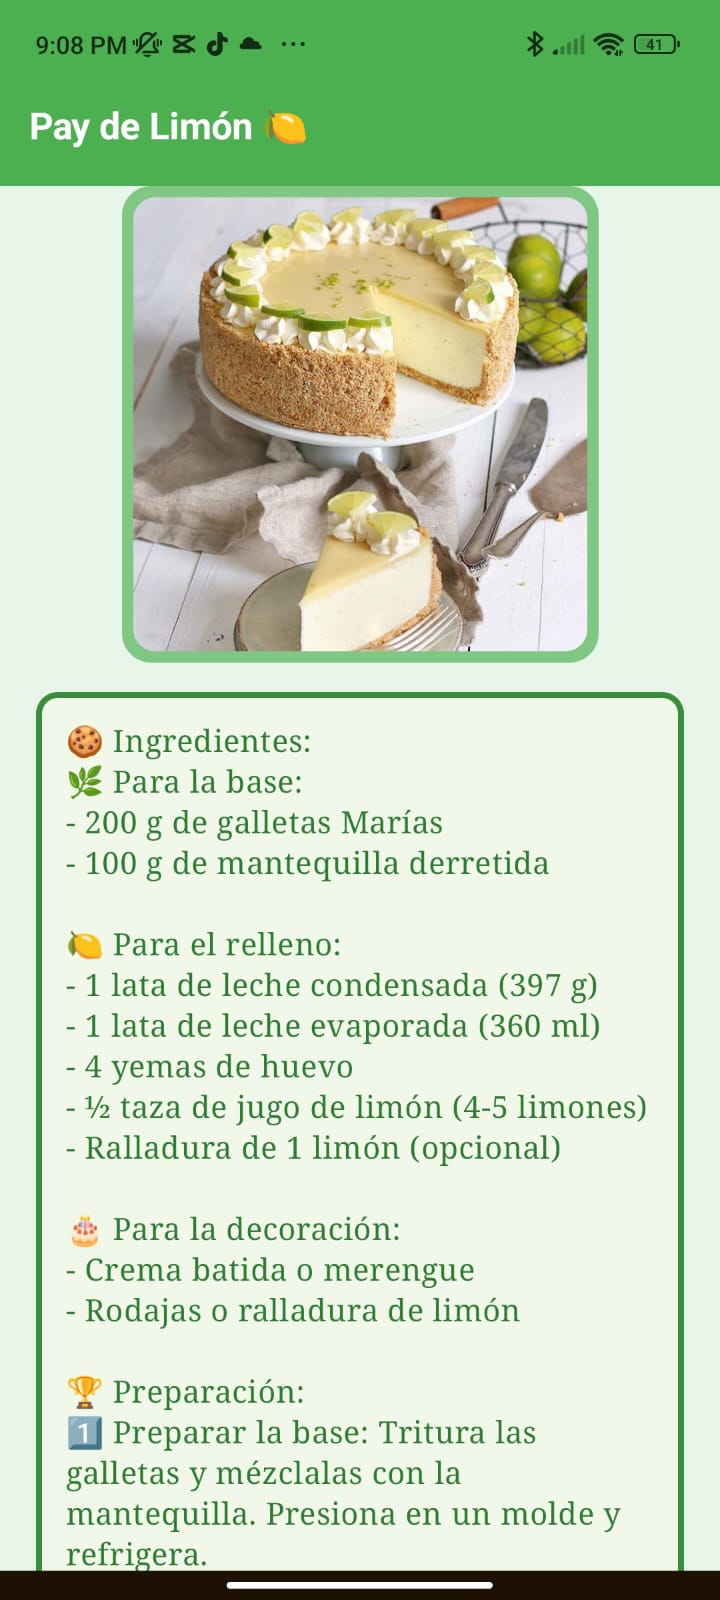 9:08 PM 41
Pay de Limón 🍋
🍪 Ingredientes:
🌿 Para la base:
- 200 g de galletas Marías
- 100 g de mantequilla derretida
🍋 Para el relleno:
- 1 lata de leche condensada (397 g)
- 1 lata de leche evaporada (360 ml)
- 4 yemas de huevo
- ½ taza de jugo de limón (4-5 limones)
- Ralladura de 1 limón (opcional)
🎂 Para la decoración:
- Crema batida o merengue
- Rodajas o ralladura de limón
🏆 Preparación:
1️⃣ Preparar la base: Tritura las
galletas y mézclalas con la
mantequilla. Presiona en un molde y
refrigera.